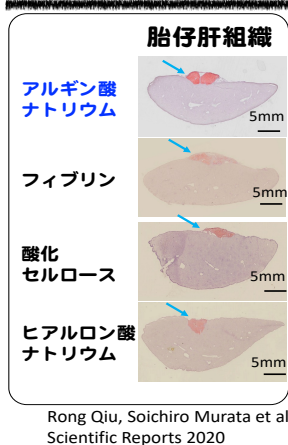 胎仔肝組織
アルギン酸
ナトリウム
5mm
フィブリン
5mm
酸化
セルロース
5mm
ヒアルロン酸
ナトリウム
5mm
Rong Qiu, Soichiro Murata et al
Scientific Reports 2020